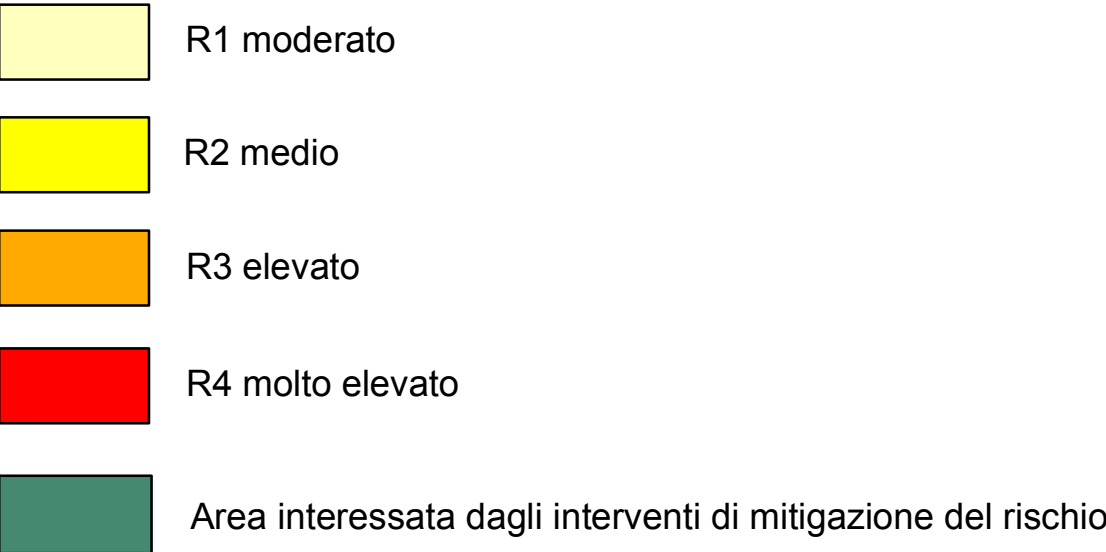 R1 moderato
R2 medio
R3 elevato
R4 molto elevato
Area interessata dagli interventi di mitigazione del rischio